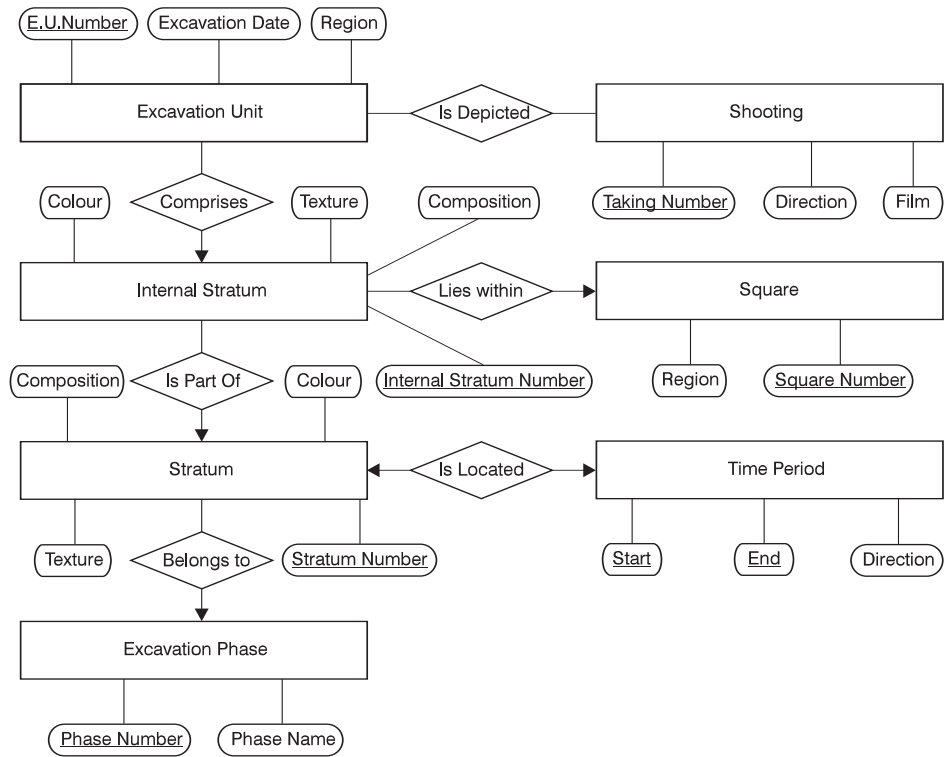 E.U.Number
Excavation Date
Region
Excavation Unit
Is Depicted
Shooting
Colour
Comprises
Texture
Composition
Taking Number
Direction
Film
Internal Stratum
Lies within
Square
Composition
Is Part Of
Colour
Internal Stratum Number
Region
Square Number
Stratum
Is Located
Time Period
Texture
Belongs to
Stratum Number
Start
End
Direction
Excavation Phase
Phase Number
Phase Name